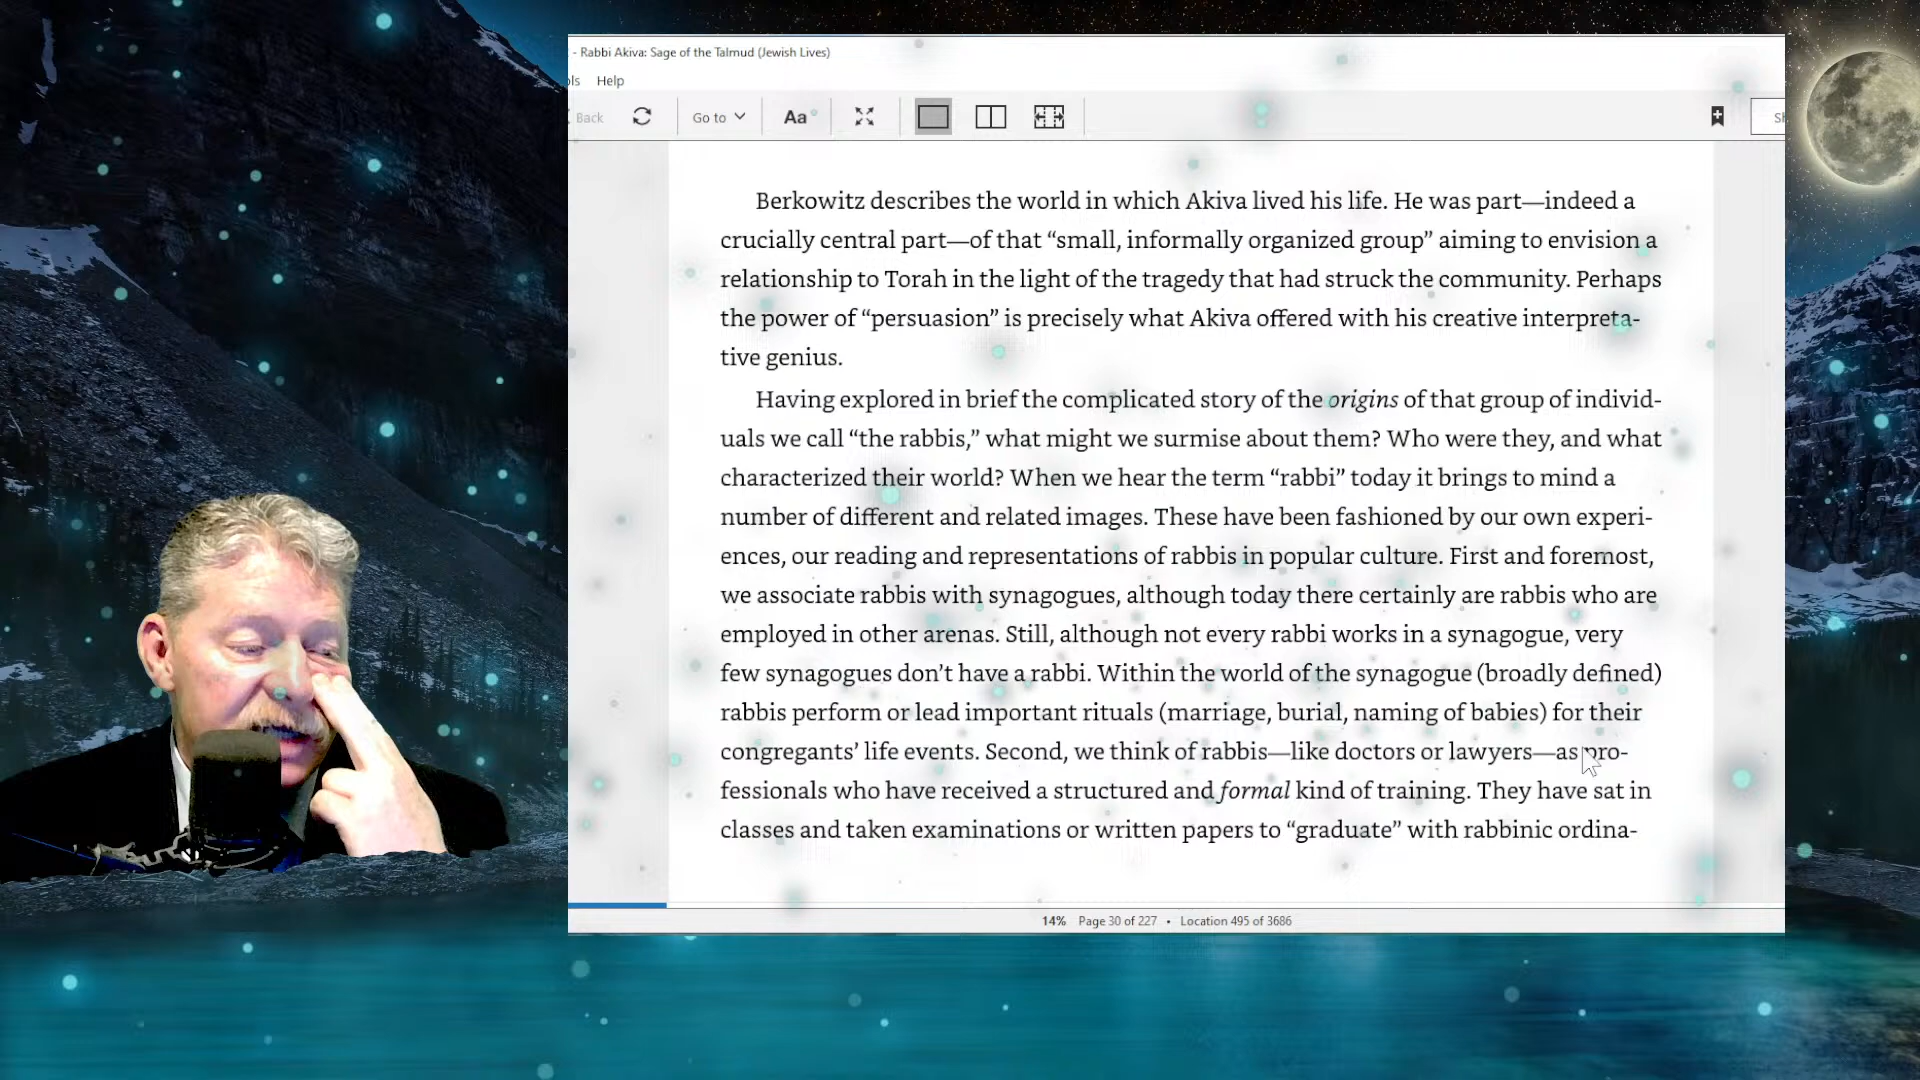 - Rabbi Akiva: Sage of the Talmud (Jewish Lives)
ols Help
Back Go to Aa
Berkowitz describes the world in which Akiva lived his life. He was part—indeed a
crucially central part—of that “small, informally organized group” aiming to envision a
relationship to Torah in the light of the tragedy that had struck the community. Perhaps
the power of “persuasion” is precisely what Akiva offered with his creative interpreta-
tive genius.
Having explored in brief the complicated story of the origins of that group of individ-
uals we call “the rabbis,” what might we surmise about them? Who were they, and what
characterized their world? When we hear the term “rabbi” today it brings to mind a
number of different and related images. These have been fashioned by our own experi-
ences, our reading and representations of rabbis in popular culture. First and foremost,
we associate rabbis with synagogues, although today there certainly are rabbis who are
employed in other arenas. Still, although not every rabbi works in a synagogue, very
few synagogues don’t have a rabbi. Within the world of the synagogue (broadly defined)
rabbis perform or lead important rituals (marriage, burial, naming of babies) for their
congregants’ life events. Second, we think of rabbis—like doctors or lawyers—as pro-
fessionals who have received a structured and formal kind of training. They have sat in
classes and taken examinations or written papers to “graduate” with rabbinic ordina-
14% Page 30 of 227 • Location 495 of 3686